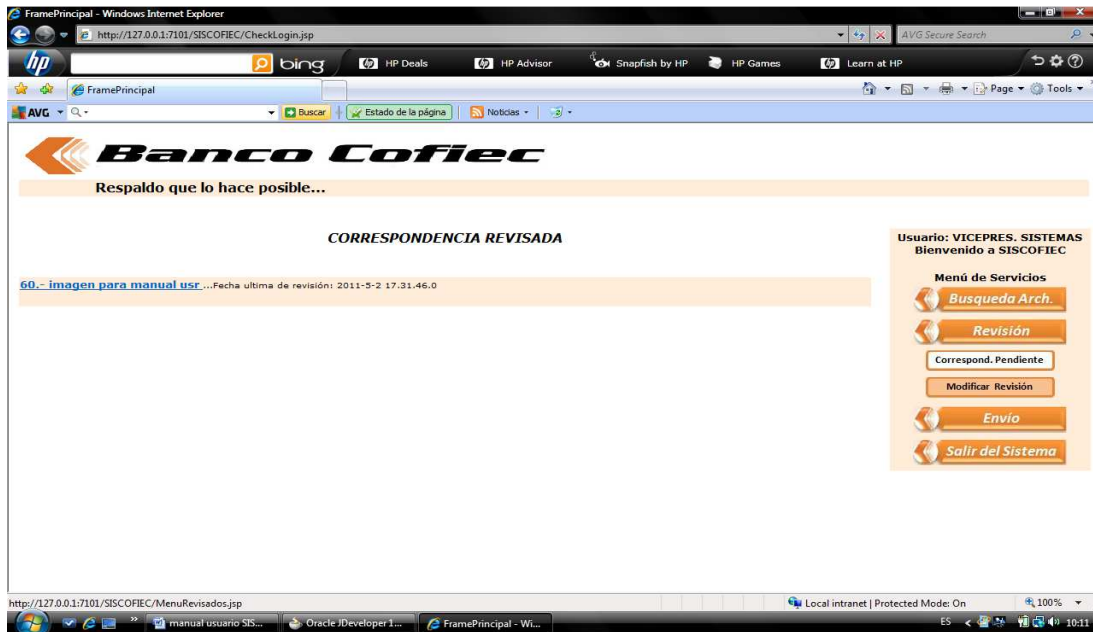 FramePrincipal - Windows Internet Explorer
http://127.0.0.1:7101/SISCOFIEC/CheckLogin.jsp
AVG Secure Search
hp
bing
HP Deals
HP Advisor
Snapfish by HP
HP Games
Learn at HP
FramePrincipal
Page
Tools
AVG
Buscar
Estado de la página
Noticias
Banco Cofiec
Respaldo que lo hace posible...
CORRESPONDENCIA REVISADA
60.- imagen para manual usr ...Fecha ultima de revisión: 2011-5-2 17.31.46.0
Usuario: VICEPRES. SISTEMAS
Bienvenido a SISCOFIEC
Menú de Servicios
Busqueda Arch.
Revisión
Correspond. Pendiente
Modificar Revisión
Envío
Salir del Sistema
http://127.0.0.1:7101/SISCOFIEC/MenuRevisados.jsp
Local intranet | Protected Mode: On
100%
manual usuario SIS...
Oracle JDeveloper 1...
FramePrincipal - Wi...
ES
10:11